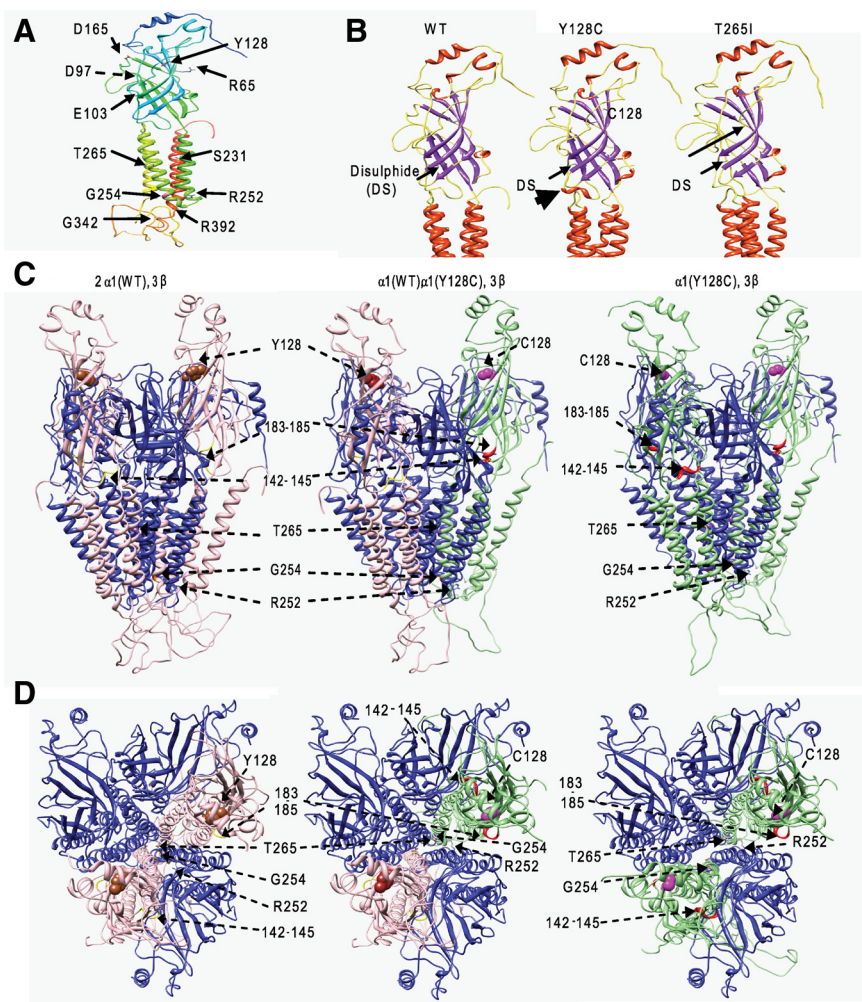 A
D165
Y128
D97
R65
E103
T265
S231
G254
R252
G342
R392
B
WT
Y128C
T265I
C128
Disulphide
(DS)
DS
DS
C
2 α1(WT), 3β
α1(WT)α1(Y128C), 3β
α1(Y128C), 3β
Y128
C128
C128
183-185
183-185
142-145
142-145
T265
T265
G254
G254
R252
R252
D
142-145
Y128
C128
C128
183
185
183
-185
T265
G254
R252
R252
T265
G254
G254
R252
142-145
142-145